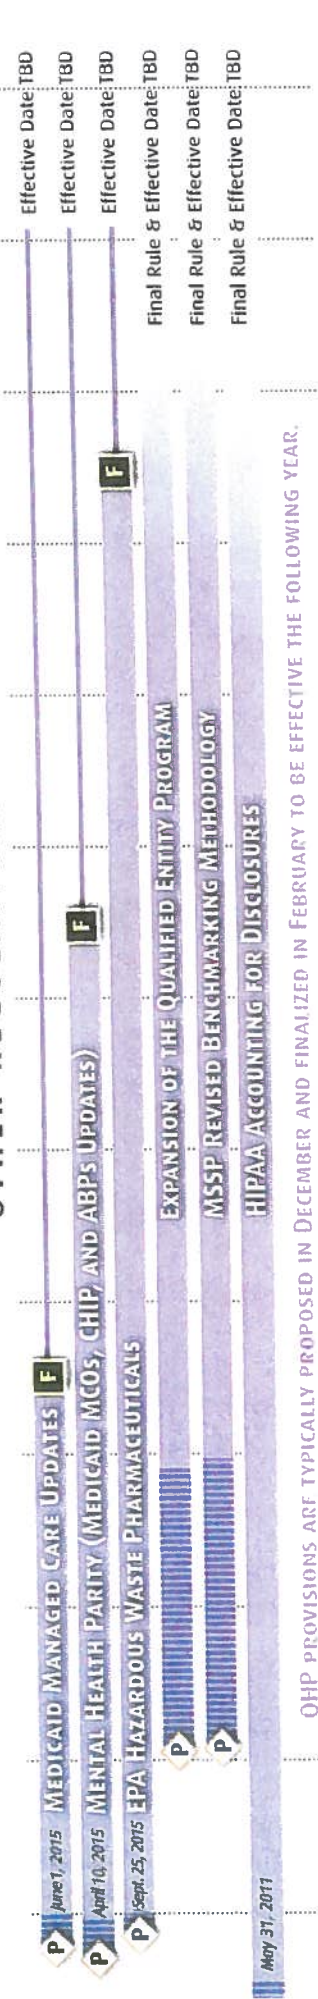 P June 1, 2015 MEDICAID MANAGED CARE UPDATES F Effective Date TBD
P April 10, 2015 MENTAL HEALTH PARITY (MEDICAID MCOS, CHIP, AND ABPS UPDATES) F Effective Date TBD
P Sept. 25, 2015 EPA HAZARDOUS WASTE PHARMACEUTICALS F Effective Date TBD
P EXPANSION OF THE QUALIFIED ENTITY PROGRAM Final Rule & Effective Date TBD
P MSSP REVISED BENCHMARKING METHODOLOGY Final Rule & Effective Date TBD
May 31, 2011 HIPAA ACCOUNTING FOR DISCLOSURES Final Rule & Effective Date TBD
OHP PROVISIONS ARE TYPICALLY PROPOSED IN DECEMBER AND FINALIZED IN FEBRUARY TO BE EFFECTIVE THE FOLLOWING YEAR.